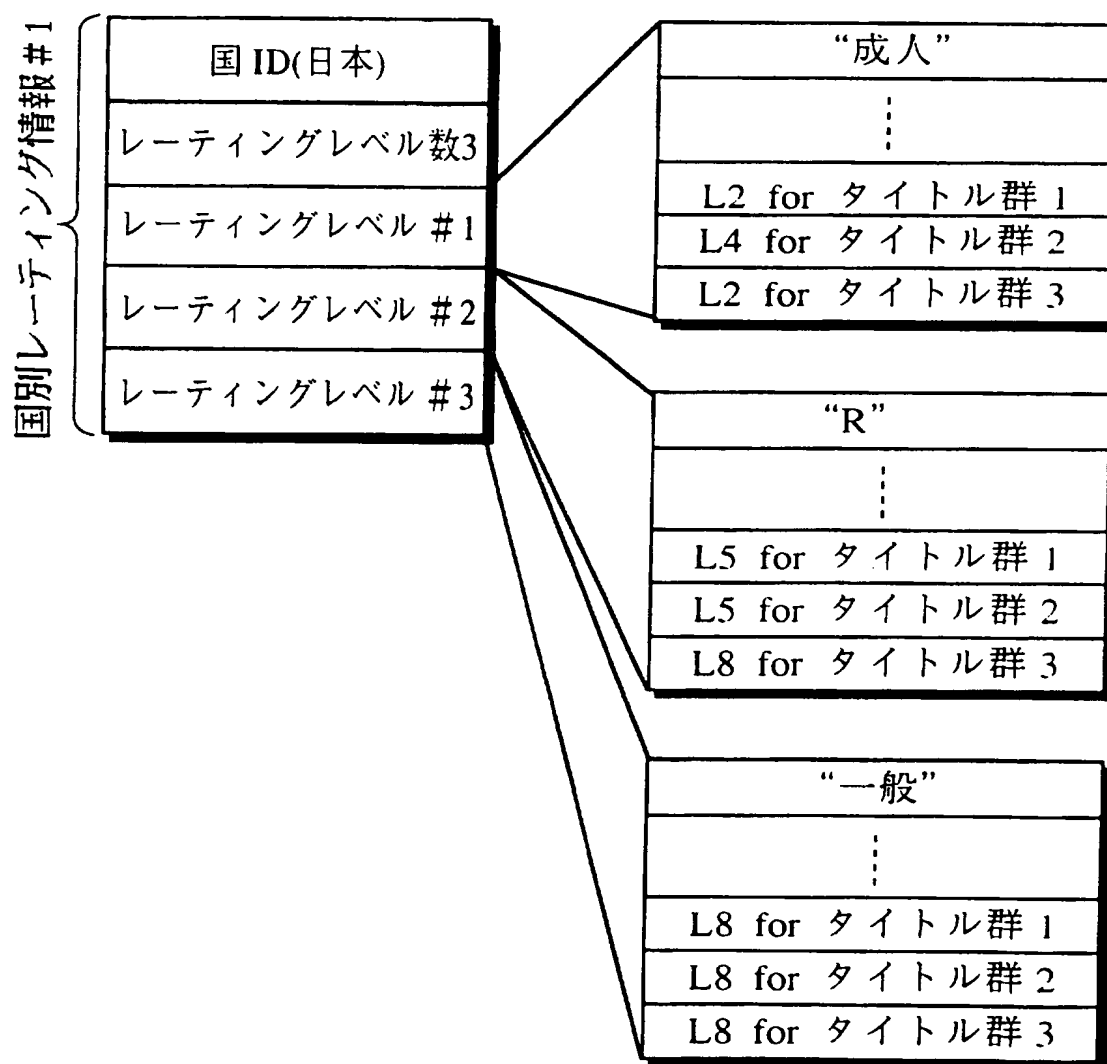 国別レーティング情報#1
国 ID(日本)
レーティングレベル数3
レーティングレベル #1
レーティングレベル #2
レーティングレベル #3
“成人”
L2 for タイトル群 1
L4 for タイトル群 2
L2 for タイトル群 3
“R”
L5 for タイトル群 1
L5 for タイトル群 2
L8 for タイトル群 3
“一般”
L8 for タイトル群 1
L8 for タイトル群 2
L8 for タイトル群 3